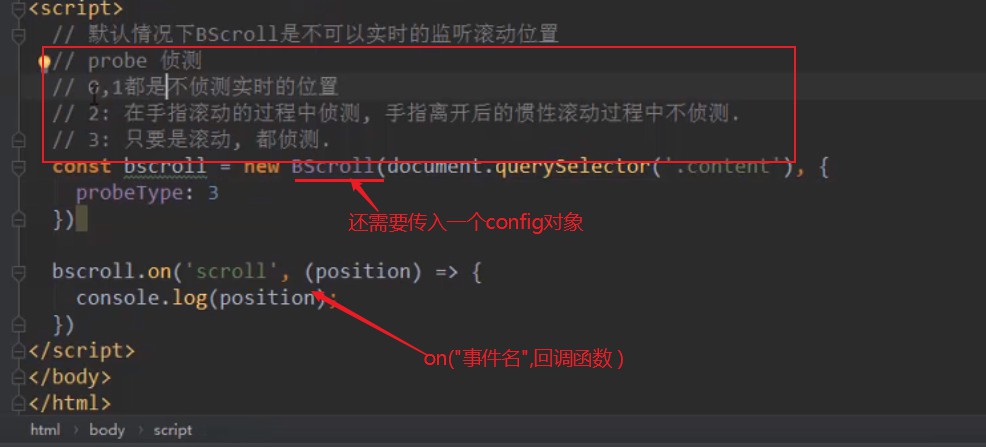 <script>
// 默认情况下BScroll是不可以实时的监听滚动位置
// probe 侦测
// 0,1都是不侦测实时的位置
// 2: 在手指滚动的过程中侦测, 手指离开后的惯性滚动过程中不侦测.
// 3: 只要是滚动, 都侦测.
const bscroll = new BScroll(document.querySelector('.content'), {
probeType: 3
})
还需要传入一个config对象
bscroll.on('scroll', (position) => {
console.log(position);
})
</script>
on("事件名",回调函数 )
</body>
</html>
html › body › script